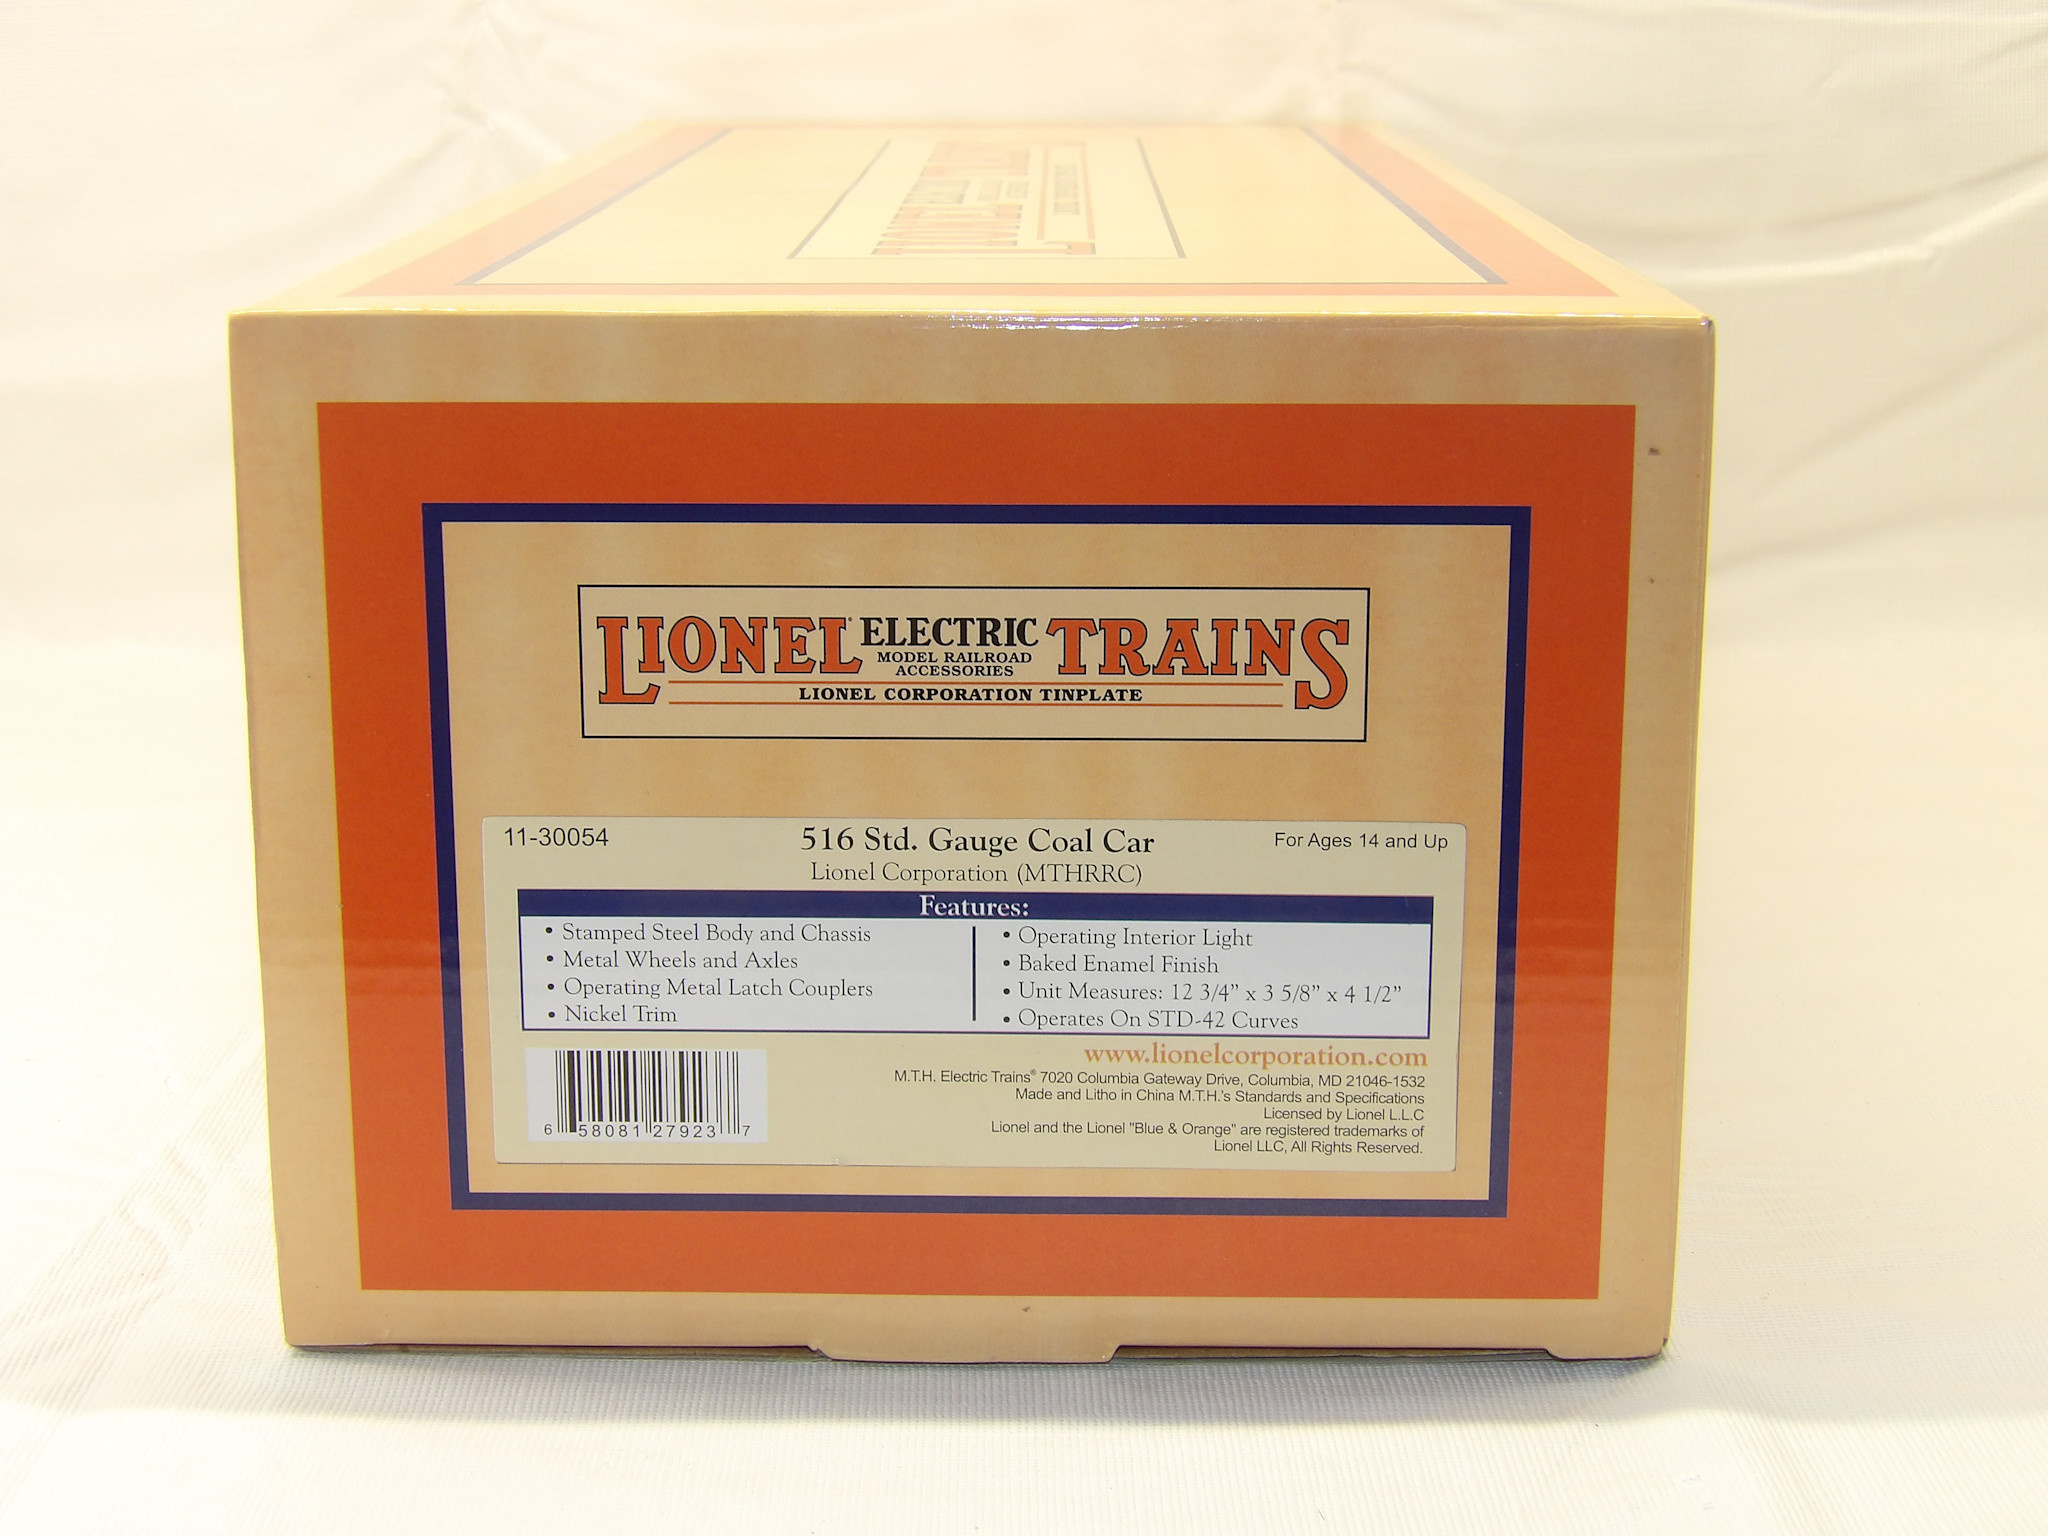 LIONEL ELECTRIC TRAINS
MODEL RAILROAD
ACCESSORIES
LIONEL CORPORATION TINPLATE
11-30054
516 Std. Gauge Coal Car
For Ages 14 and Up
Lionel Corporation (MTHRRC)
Features:
• Stamped Steel Body and Chassis
• Metal Wheels and Axles
• Operating Metal Latch Couplers
• Nickel Trim
• Operating Interior Light
• Baked Enamel Finish
• Unit Measures: 12 3/4” x 3 5/8” x 4 1/2”
• Operates On STD-42 Curves
www.lionelcorporation.com
M.T.H. Electric Trains® 7020 Columbia Gateway Drive, Columbia, MD 21046-1532
Made and Litho in China M.T.H.'s Standards and Specifications
Licensed by Lionel L.L.C
Lionel and the Lionel "Blue & Orange" are registered trademarks of
Lionel LLC, All Rights Reserved.
6 58081 27923 7